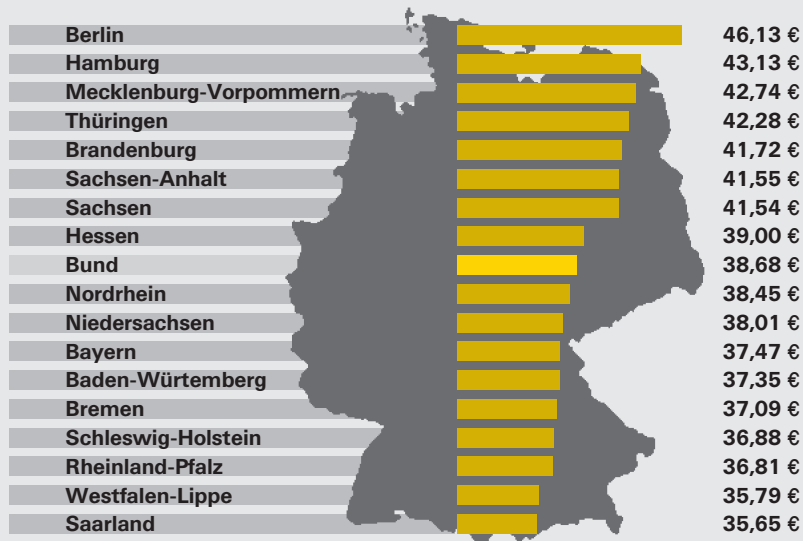 Berlin 46,13 €
Hamburg 43,13 €
Mecklenburg-Vorpommern 42,74 €
Thüringen 42,28 €
Brandenburg 41,72 €
Sachsen-Anhalt 41,55 €
Sachsen 41,54 €
Hessen 39,00 €
Bund 38,68 €
Nordrhein 38,45 €
Niedersachsen 38,01 €
Bayern 37,47 €
Baden-Würtemberg 37,35 €
Bremen 37,09 €
Schleswig-Holstein 36,88 €
Rheinland-Pfalz 36,81 €
Westfalen-Lippe 35,79 €
Saarland 35,65 €